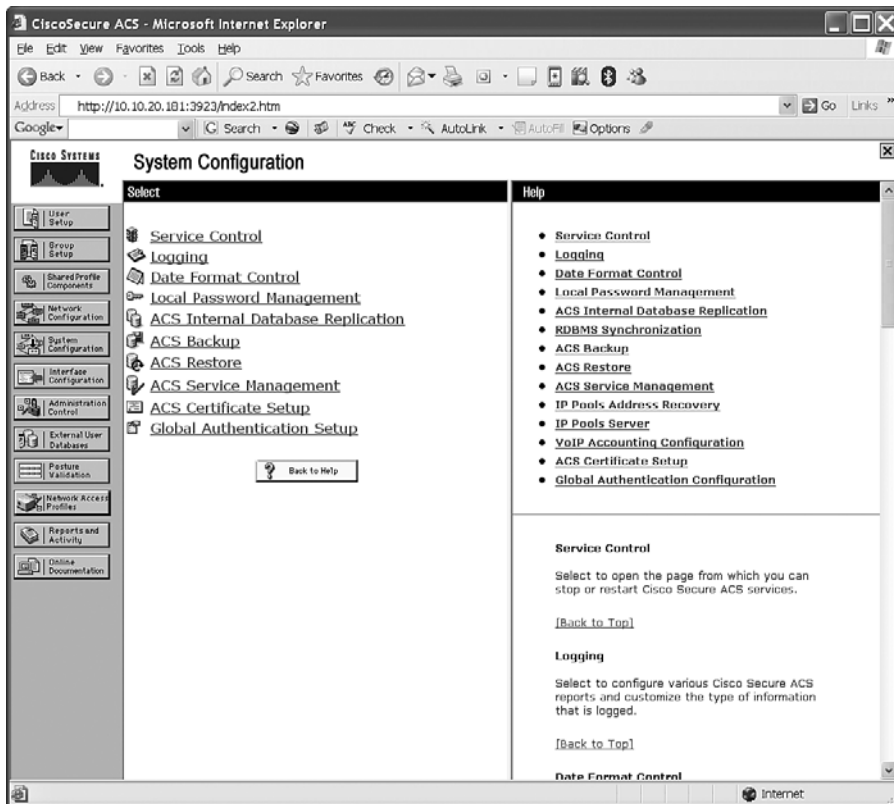 CiscoSecure ACS - Microsoft Internet Explorer
File Edit View Favorites Tools Help
Back Search Favorites
Address http://10.10.20.181:3923/index2.htm Go Links »
Google Search Check AutoLink AutoFill Options
CISCO SYSTEMS
System Configuration
Select
User Setup
Group Setup
Shared Profile Components
Network Configuration
System Configuration
Interface Configuration
Administration Control
External User Databases
Posture Validation
Network Access Profiles
Reports and Activity
Online Documentation
Service Control
Logging
Date Format Control
Local Password Management
ACS Internal Database Replication
ACS Backup
ACS Restore
ACS Service Management
ACS Certificate Setup
Global Authentication Setup
? Back to Help
Help
Service Control
Logging
Date Format Control
Local Password Management
ACS Internal Database Replication
RDBMS Synchronization
ACS Backup
ACS Restore
ACS Service Management
IP Pools Address Recovery
IP Pools Server
VoIP Accounting Configuration
ACS Certificate Setup
Global Authentication Configuration
Service Control
Select to open the page from which you can
stop or restart Cisco Secure ACS services.
[Back to Top]
Logging
Select to configure various Cisco Secure ACS
reports and customize the type of information
that is logged.
[Back to Top]
Date Format Control
Internet